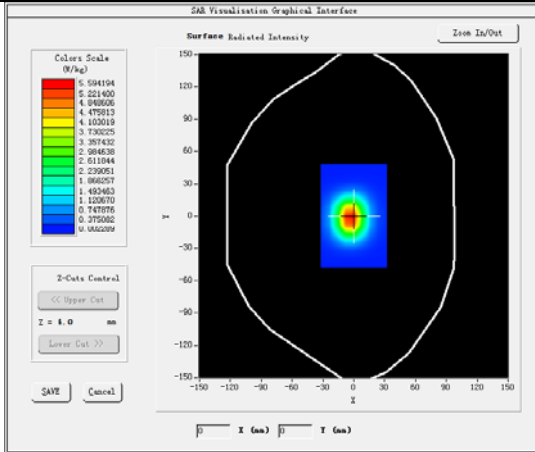 SAR Visualisation Graphical Interface
Surface Radiated Intensity
Zoom In/Out
Colors Scale
(W/kg)
5.594194
5.221400
4.848606
4.475813
4.103019
3.730225
3.357432
2.984638
2.611844
2.239051
1.866257
1.493463
1.120670
0.747876
0.375082
0.002289
150
120
90
60
30
0
-30
-60
-90
-120
-150
Y
-150 -120 -90 -60 -30 0 30 60 90 120 150
X
Z-Cuts Control
<< Upper Cut
Z = 4.0 mm
Lower Cut >>
SAVE Cancel
0 X (mm) 0 Y (mm)